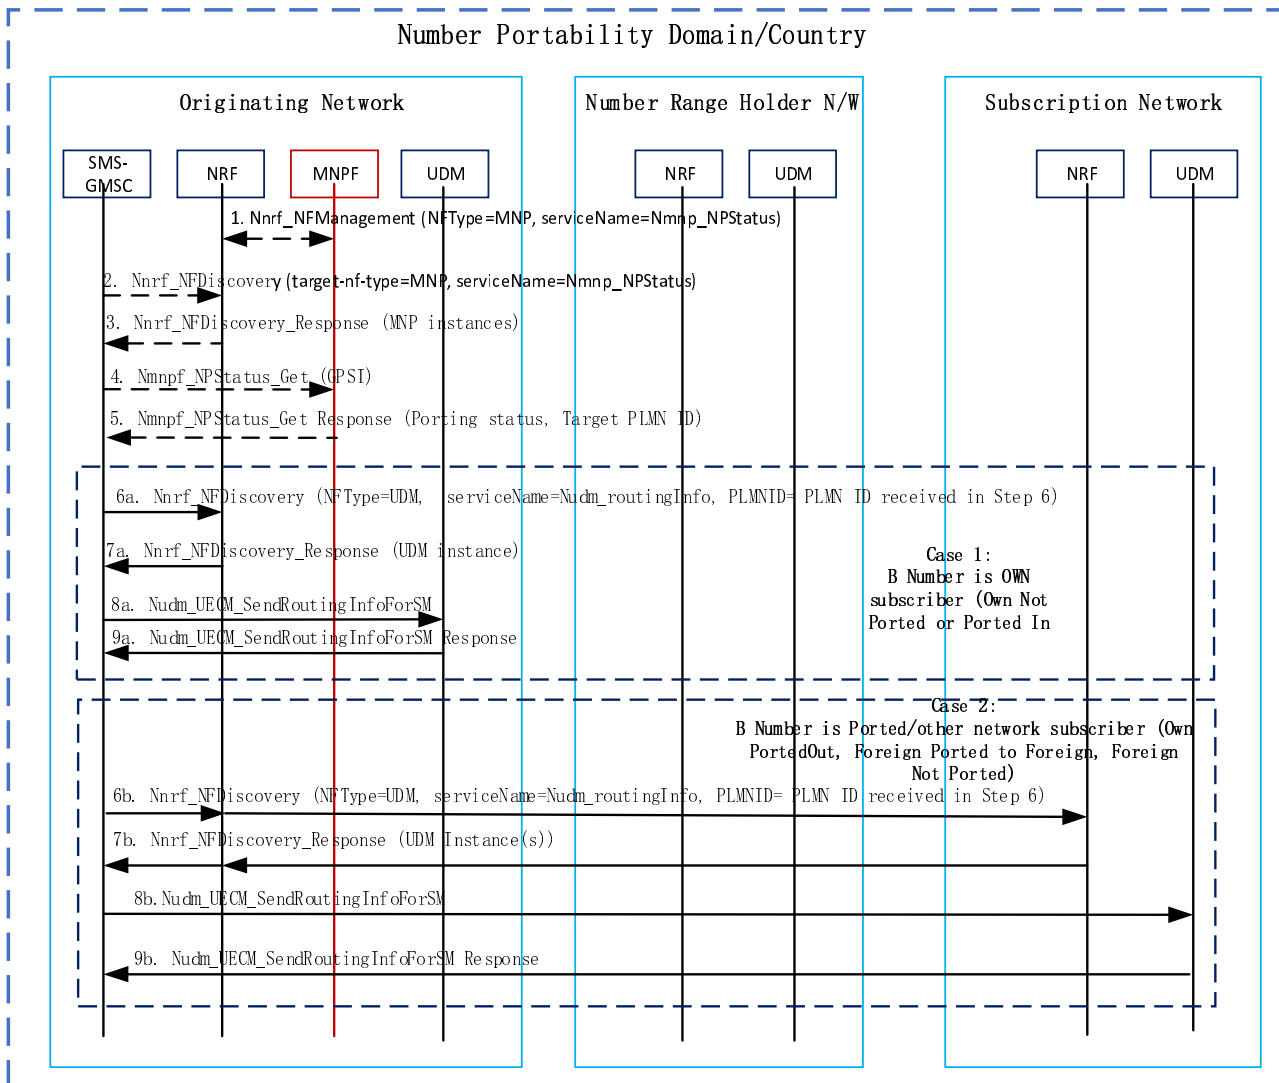 Number Portability Domain/Country
Originating Network
Number Range Holder N/W
Subscription Network
SMS-
GMSC
NRF
MNPF
UDM
NRF
UDM
NRF
UDM
1. Nnrf_NFManagement (NFType=MNP, serviceName=Nmnp_NPStatus)
2. Nnrf_NFDiscovery (target-nf-type=MNP, serviceName=Nmnp_NPStatus)
3. Nnrf_NFDiscovery_Response (MNP instances)
4. Nmnpf_NPStatus_Get (GPSI)
5. Nmnpf_NPStatus_Get Response (Porting status, Target PLMN ID)
6a. Nnrf_NFDiscovery (NFType=UDM, serviceName=Nudm_routingInfo, PLMNID= PLMN ID received in Step 6)
7a. Nnrf_NFDiscovery_Response (UDM instance)
Case 1:
B Number is OWN
subscriber (Own Not
Ported or Ported In
8a. Nudm_UECM_SendRoutingInfoForSM
9a. Nudm_UECM_SendRoutingInfoForSM Response
Case 2:
B Number is Ported/other network subscriber (Own
PortedOut, Foreign Ported to Foreign, Foreign
Not Ported)
6b. Nnrf_NFDiscovery (NFType=UDM, serviceName=Nudm_routingInfo, PLMNID= PLMN ID received in Step 6)
7b. Nnrf_NFDiscovery_Response (UDM Instance(s))
8b.Nudm_UECM_SendRoutingInfoForSM
9b. Nudm_UECM_SendRoutingInfoForSM Response